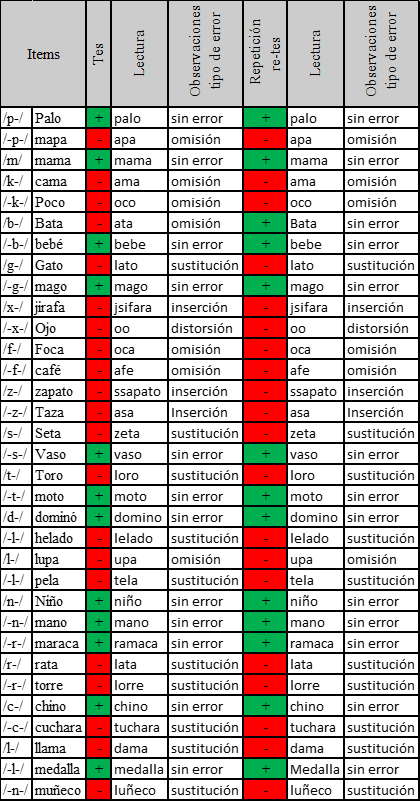 Items Tes Lectura Observaciones tipo de error Repetición re-tes Lectura Observaciones tipo de error
/p-/ Palo + palo sin error + palo sin error
/-p-/ mapa - apa omisión - apa omisión
/m/ mama + mama sin error + mama sin error
/k-/ cama - ama omisión - ama omisión
/-k-/ Poco - oco omisión - oco omisión
/b-/ Bata - ata omisión + Bata sin error
/-b-/ bebé + bebe sin error + bebe sin error
/g-/ Gato - lato sustitución - lato sustitución
/-g-/ mago + mago sin error + mago sin error
/x-/ jirafa - jsifara inserción - jsifara inserción
/-x-/ Ojo - oo distorsión - oo distorsión
/f-/ Foca - oca omisión - oca omisión
/-f-/ café - afe omisión - afe omisión
/z-/ zapato - ssapato inserción - ssapato inserción
/-z-/ Taza - asa Inserción - asa Inserción
/s-/ Seta - zeta sustitución - zeta sustitución
/-s-/ Vaso + vaso sin error - vaso sin error
/t-/ Toro - loro sustitución - loro sustitución
/-t-/ moto + moto sin error + moto sin error
/d-/ dominó + domino sin error + domino sin error
/-l-/ helado - lelado sustitución - lelado sustitución
/l-/ lupa - upa omisión - upa omisión
/-l-/ pela - tela sustitución - tela sustitución
/n-/ Niño + niño sin error + niño sin error
/-n-/ mano + mano sin error + mano sin error
/-r-/ maraca + ramaca sin error + ramaca sin error
/r-/ rata - lata sustitución - lata sustitución
/-r-/ torre - lorre sustitución - lorre sustitución
/c-/ chino + chino sin error + chino sin error
/-c-/ cuchara - tuchara sustitución - tuchara sustitución
/l-/ llama - dama sustitución - dama sustitución
/-l-/ medalla + medalla sin error + Medalla sin error
/-n-/ muñeco - luñeco sustitución - luñeco sustitución